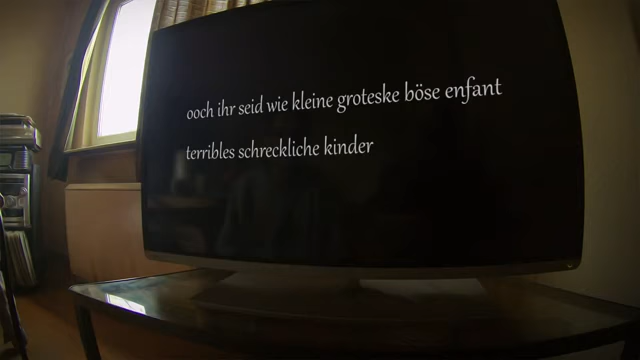 ooch ihr seid wie kleine groteske böse enfant
terribles schreckliche kinder